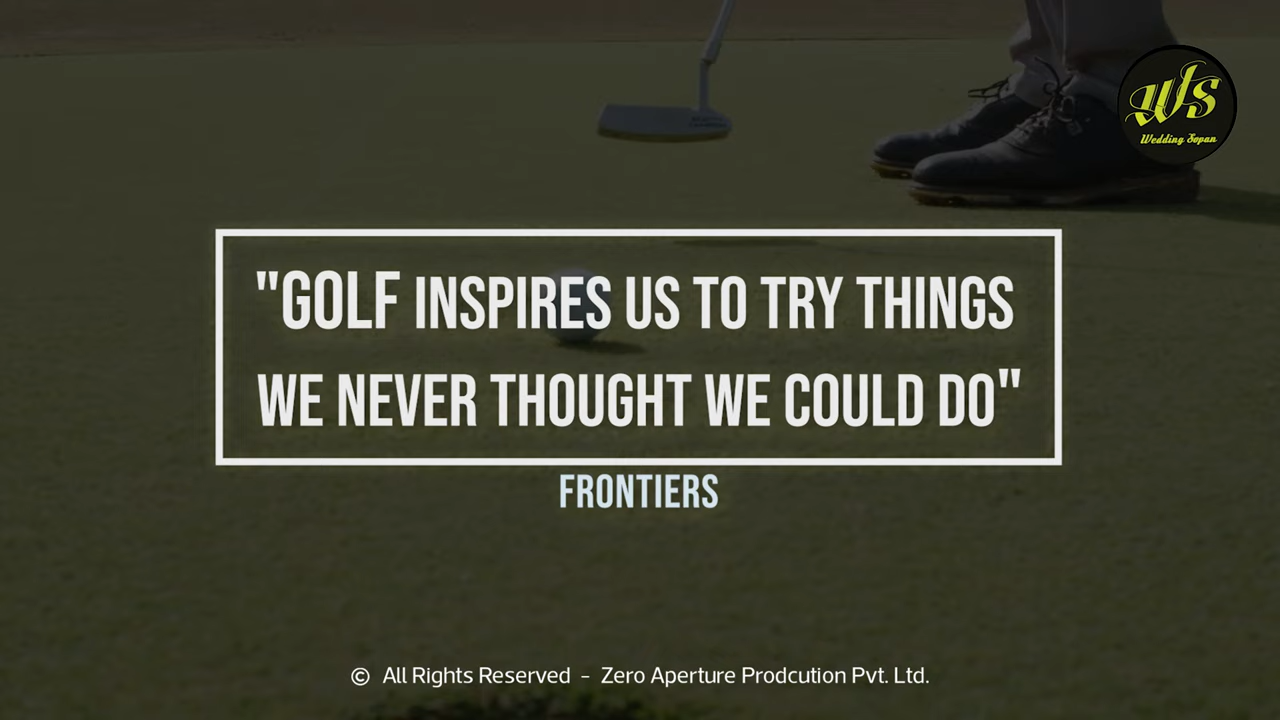 WS
Wedding Sopan
"GOLF INSPIRES US TO TRY THINGS
WE NEVER THOUGHT WE COULD DO"
FRONTIERS
© All Rights Reserved - Zero Aperture Prodcution Pvt. Ltd.